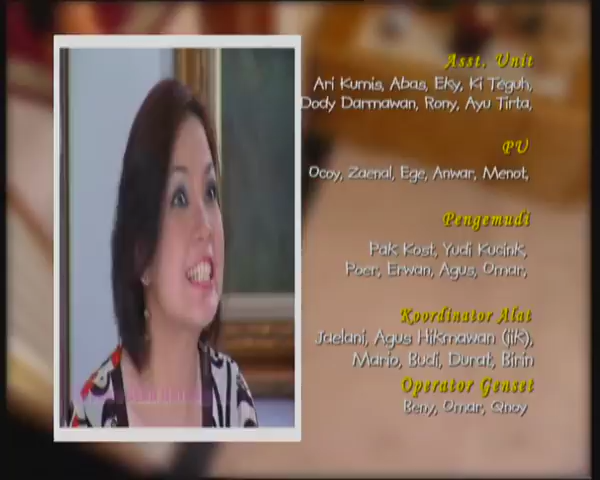 Asst. Unit
Ari Kumis, Abas, Eky, Ki Teguh,
Dody Darmawan, Rony, Ayu Tirta,
PU
Ocoy, Zaenal, Ege, Anwar, Menot,
Pengemudi
Pak Kost, Yudi Kucink,
Poer, Erwan, Agus, Omar,
Koordinator Alat
Jaelani, Agus Hikmawan (jik),
Mario, Budi, Durat, Birin
Operator Genset
Beny, Omar, Qnoy